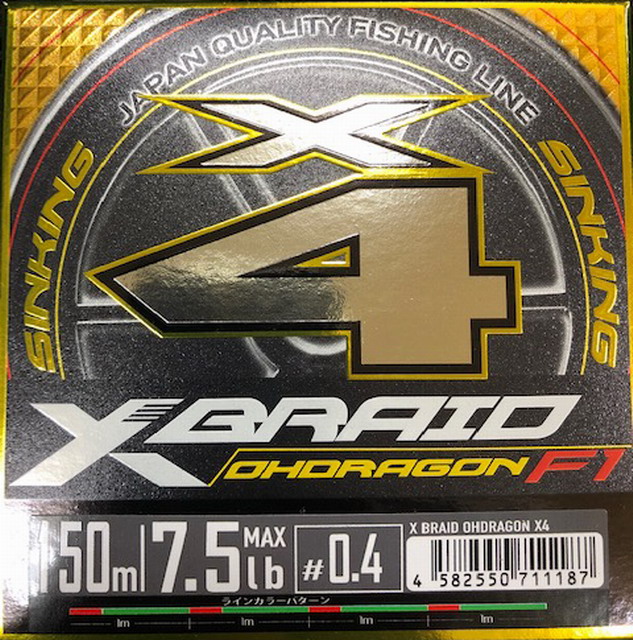 JAPAN QUALITY FISHING LINE
X
4
SINKING
SINKING
X BRAID
OHDRAGON F1
150m 7.5 MAX lb #0.4
X BRAID OHDRAGON X4
4 582550 711187
ラインカラーパターン
1m 1m 1m 1m